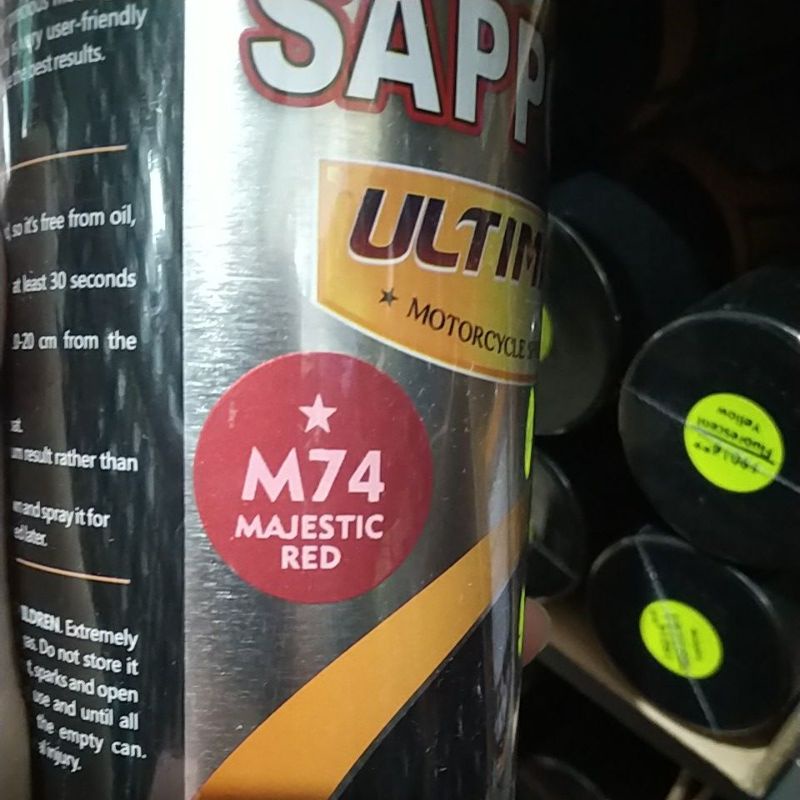 user-friendly
best results.
so it's free from oil,
at least 30 seconds
0-20 cm from the
result rather than
and spray it for
Extremely
Do not store it
sparks and open
use and until all
the empty can.
injury.
SAPP
ULTIM
★ MOTORCYCLE
★
M74
MAJESTIC
RED
Fluorescent
Yellow